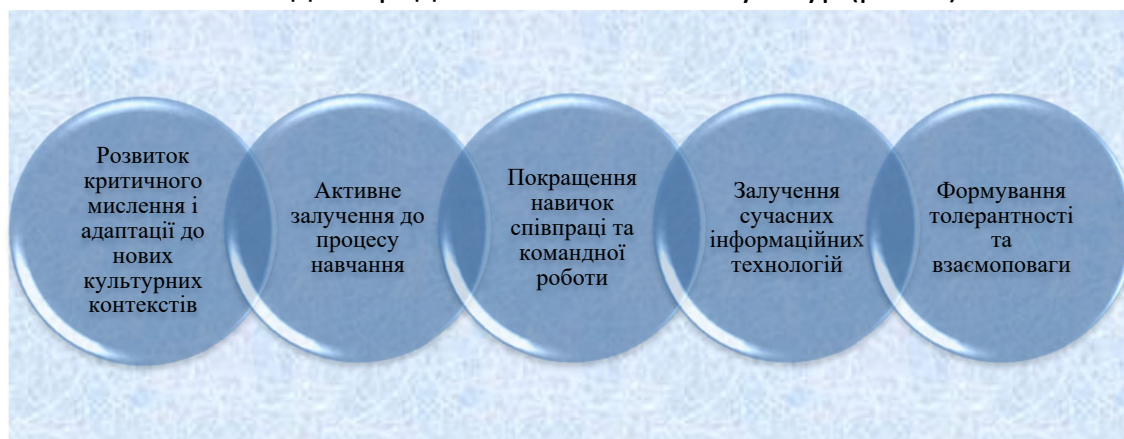 Розвиток
критичного
мислення і
адаптації до
нових
культурних
контекстів
Активне
залучення до
процесу
навчання
Покращення
навичок
співпраці та
командної
роботи
Залучення
сучасних
інформаційних
технологій
Формування
толерантності
та
взаємоповаги